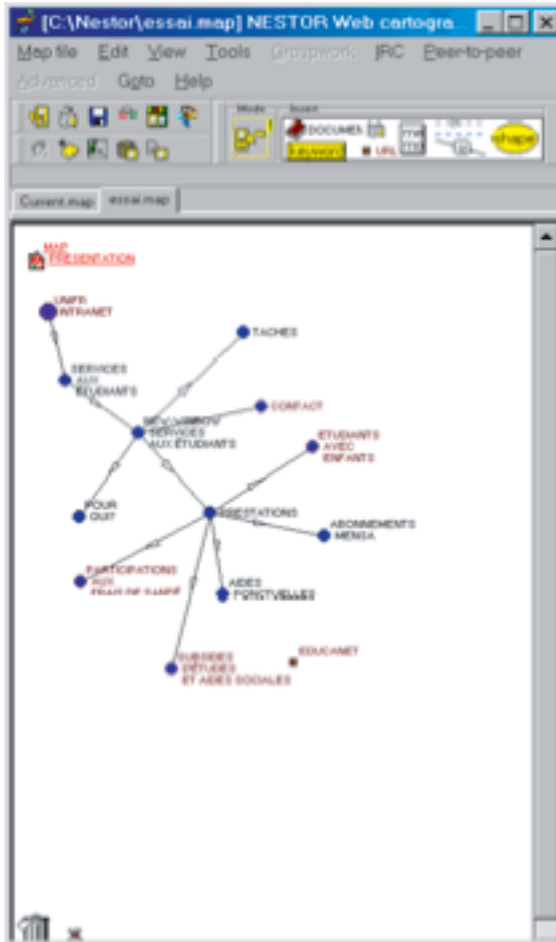 [C:\Nestor\essai.map] NESTOR Web cartogra...
Map file Edit View Tools Groupwork IRC Peer-to-peer
Advanced Goto Help
Mode Insert
DOCUMEN
keyword URL shape
Current.map essai.map
MAP
PRESENTATION
UNIFR
INTRANET
TACHES
SERVICES
AUX
ETUDIANTS
CONTACT
SERVICES
AUX ETUDIANTS
ETUDIANTS
AVEC
ENFANTS
POUR
QUI?
PRESTATIONS
ABONNEMENTS
MENSA
PARTICIPATIONS
AUX
FRAIS DE SANTÉ
AIDES
PONCTUELLES
SUBSIDES
D'ÉTUDES
ET AIDES SOCIALES
EDUCANET